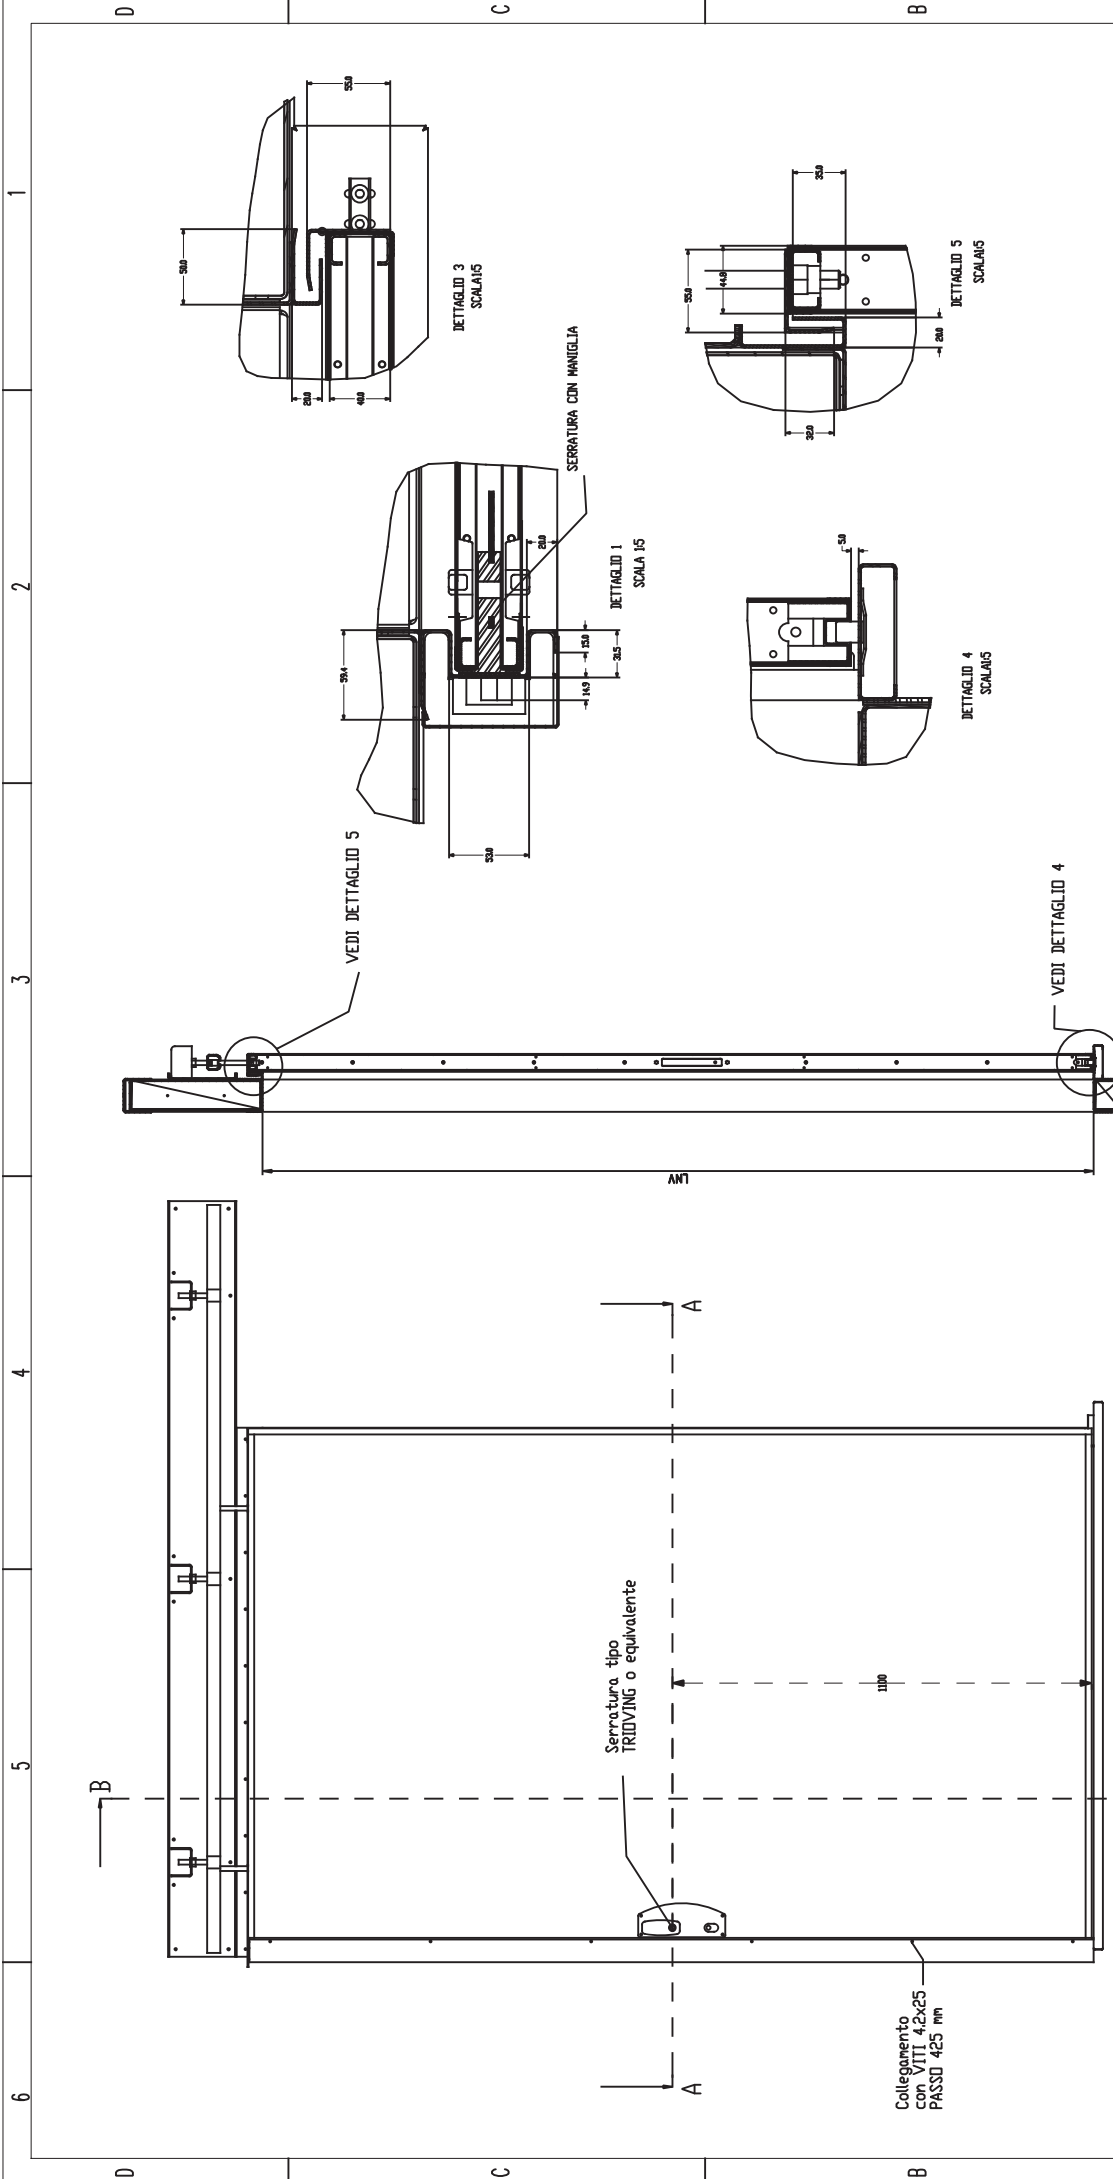 6
5
4
3
2
1
D
C
B
D
C
B
B
A
A
Serratura tipo
TRIOVING o equivalente
1100
Collegamento
con VITI 4.2x25
PASSO 425 mm
LNV
VEDI DETTAGLIO 5
VEDI DETTAGLIO 4
59.4
53.0
14.9
31.5
15.0
20.0
SERRATURA CON MANIGLIA
DETTAGLIO 1
SCALA 1:5
50.0
55.0
20.0
40.0
DETTAGLIO 3
SCALA1:5
5.0
DETTAGLIO 4
SCALA1:5
55.0
44.9
35.0
32.0
20.0
DETTAGLIO 5
SCALA1:5